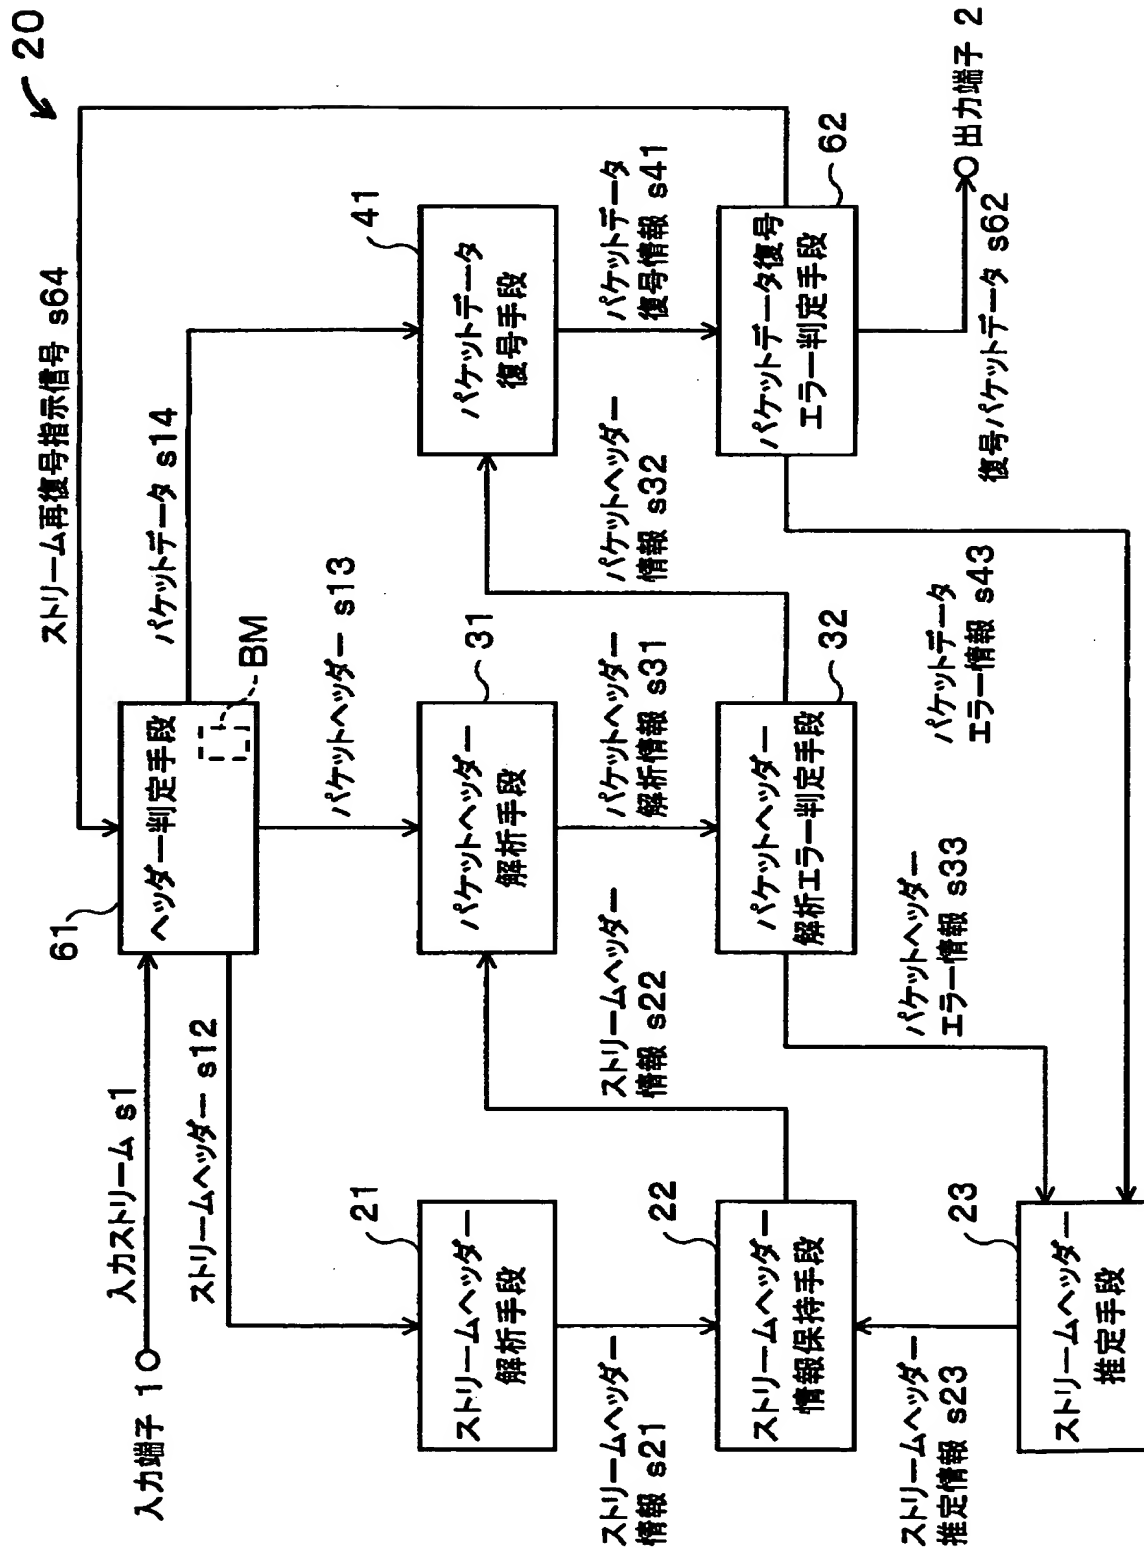 20
ストリーム再復号指示信号 s64
入力端子 1
入力ストリーム s1
ストリームヘッダー s12
61
ヘッダー判定手段
BM
パケットデータ s14
パケットヘッダー s13
21
ストリームヘッダー
解析手段
31
パケットヘッダー
解析手段
41
パケットデータ
復号手段
ストリームヘッダー
情報 s21
ストリームヘッダー
情報 s22
パケットヘッダー
解析情報 s31
パケットヘッダー
情報 s32
パケットデータ
復号情報 s41
22
ストリームヘッダー
情報保持手段
32
パケットヘッダー
解析エラー判定手段
62
パケットデータ復号
エラー判定手段
ストリームヘッダー
推定情報 s23
パケットヘッダー
エラー情報 s33
パケットデータ
エラー情報 s43
復号パケットデータ s62
出力端子 2
23
ストリームヘッダー
推定手段